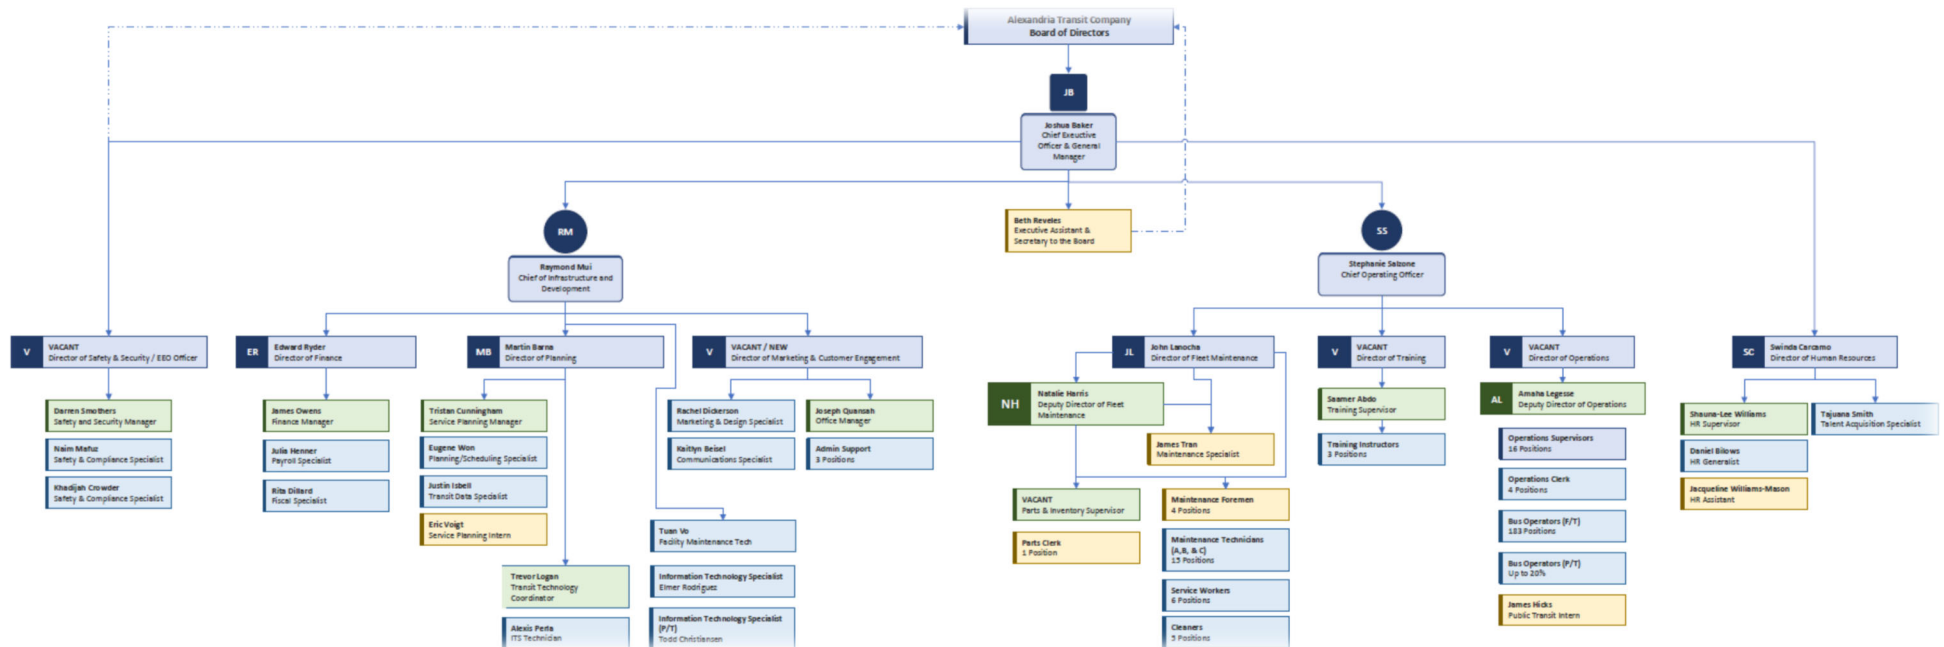 Alexandria Transit Company
Board of Directors
JB
Joshua Baker
Chief Executive
Officer & General
Manager
Beth Reveles
Executive Assistant &
Secretary to the Board
RM
Raymond Mui
Chief of Infrastructure and
Development
SS
Stephanie Salzone
Chief Operating Officer
V
VACANT
Director of Safety & Security / EEO Officer
Darren Smothers
Safety and Security Manager
Naim Mafuz
Safety & Compliance Specialist
Khadijah Crowder
Safety & Compliance Specialist
ER
Edward Ryder
Director of Finance
James Owens
Finance Manager
Julia Henner
Payroll Specialist
Rita Dillard
Fiscal Specialist
MB
Martin Barna
Director of Planning
Tristan Cunningham
Service Planning Manager
Eugene Won
Planning/Scheduling Specialist
Justin Isbell
Transit Data Specialist
Eric Voigt
Service Planning Intern
Trevor Logan
Transit Technology
Coordinator
Alexis Perla
ITS Technician
Tuan Vo
Facility Maintenance Tech
Information Technology Specialist
Elmer Rodriguez
Information Technology Specialist
(P/T)
Todd Christiansen
V
VACANT / NEW
Director of Marketing & Customer Engagement
Rachel Dickerson
Marketing & Design Specialist
Kaitlyn Beisel
Communications Specialist
Joseph Quansah
Office Manager
Admin Support
3 Positions
JL
John Lanocha
Director of Fleet Maintenance
NH
Natalie Harris
Deputy Director of Fleet
Maintenance
James Tran
Maintenance Specialist
VACANT
Parts & Inventory Supervisor
Parts Clerk
1 Position
Maintenance Foremen
4 Positions
Maintenance Technicians
(A,B, & C)
15 Positions
Service Workers
6 Positions
Cleaners
5 Positions
V
VACANT
Director of Training
Saamer Abdo
Training Supervisor
Training Instructors
3 Positions
V
VACANT
Director of Operations
AL
Amaha Legesse
Deputy Director of Operations
Operations Supervisors
16 Positions
Operations Clerk
4 Positions
Bus Operators (F/T)
183 Positions
Bus Operators (P/T)
Up to 20%
James Hicks
Public Transit Intern
SC
Swinda Carcamo
Director of Human Resources
Shauna-Lee Williams
HR Supervisor
Daniel Bilows
HR Generalist
Jacqueline Williams-Mason
HR Assistant
Tajuana Smith
Talent Acquisition Specialist